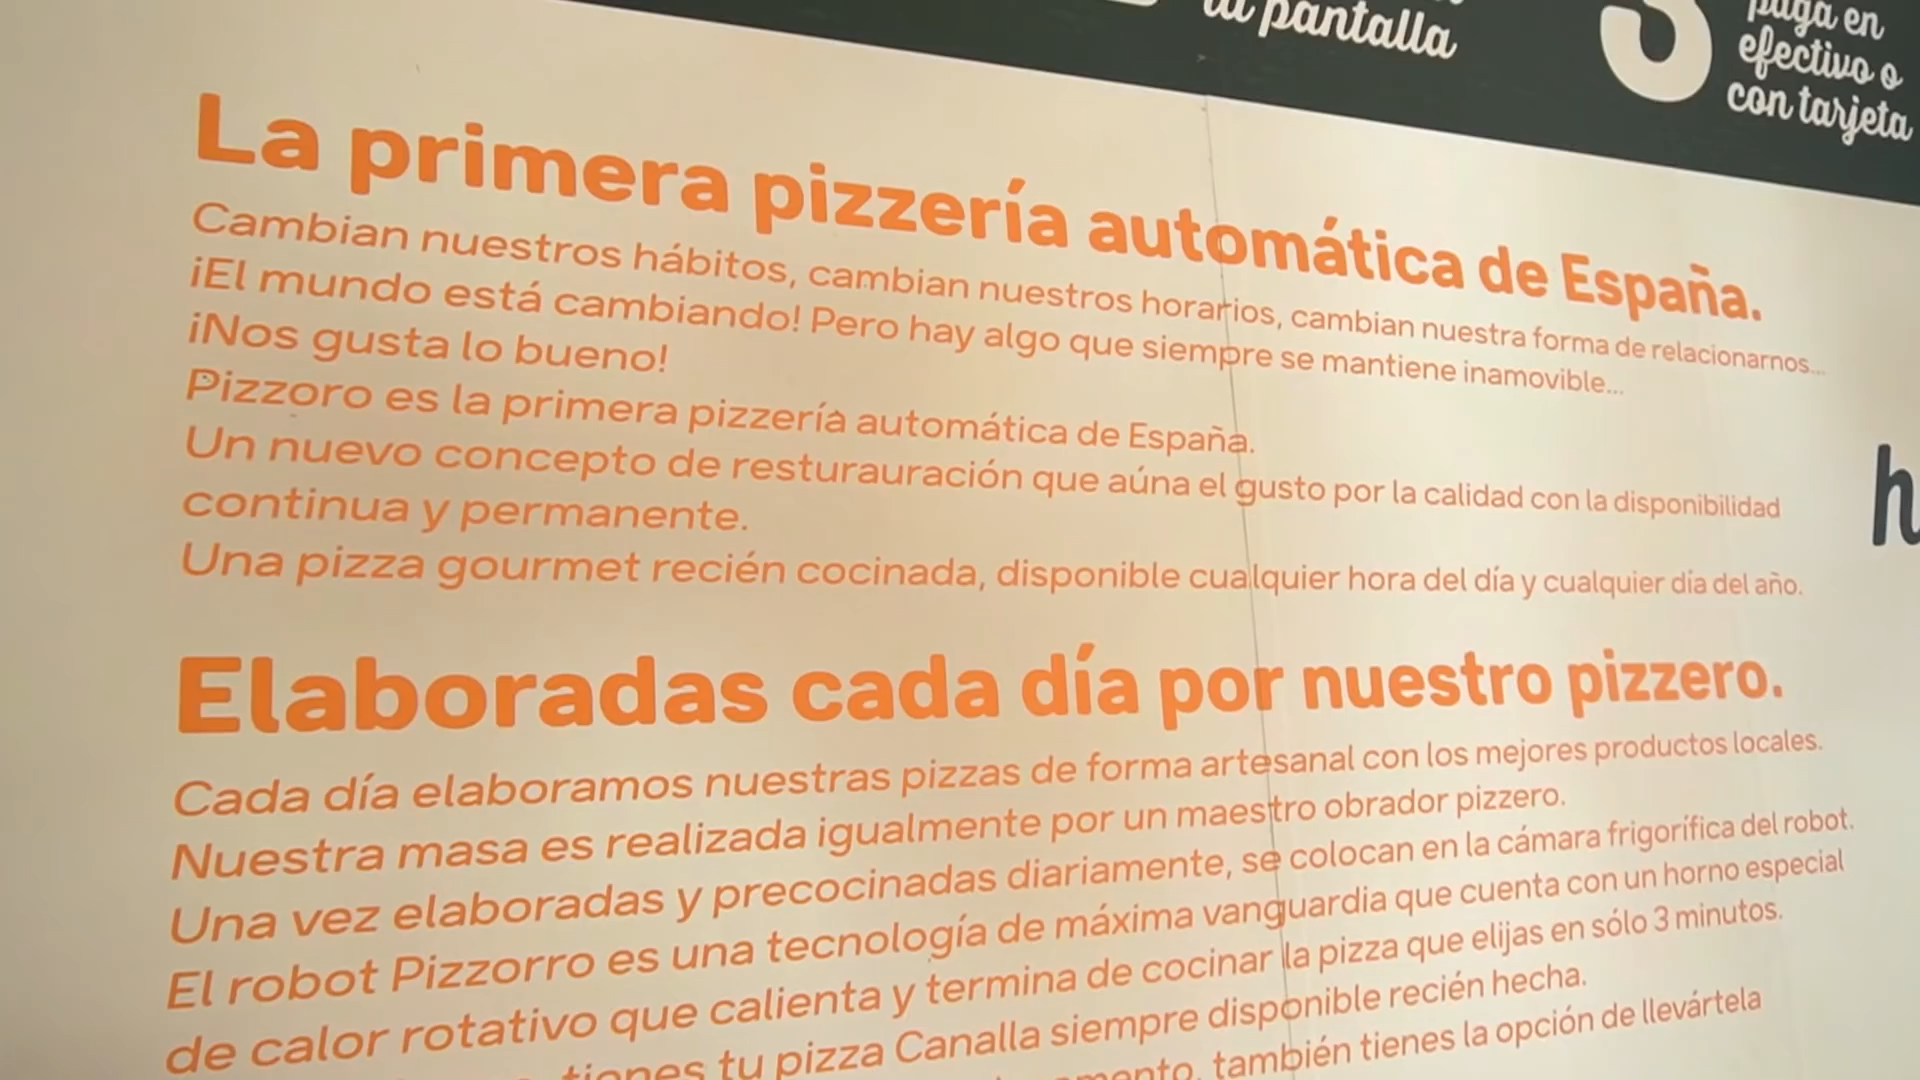 la pantalla
3
paga en
efectivo o
con tarjeta
La primera pizzería automática de España.
Cambian nuestros hábitos, cambian nuestros horarios, cambian nuestra forma de relacionarnos...
¡El mundo está cambiando! Pero hay algo que siempre se mantiene inamovible...
¡Nos gusta lo bueno!
Pizzoro es la primera pizzería automática de España.
Un nuevo concepto de resturauración que aúna el gusto por la calidad con la disponibilidad
continua y permanente.
Una pizza gourmet recién cocinada, disponible cualquier hora del día y cualquier día del año.
h
Elaboradas cada día por nuestro pizzero.
Cada día elaboramos nuestras pizzas de forma artesanal con los mejores productos locales.
Nuestra masa es realizada igualmente por un maestro obrador pizzero.
Una vez elaboradas y precocinadas diariamente, se colocan en la cámara frigorífica del robot.
El robot Pizzorro es una tecnología de máxima vanguardia que cuenta con un horno especial
de calor rotativo que calienta y termina de cocinar la pizza que elijas en sólo 3 minutos.
tienes tu pizza Canalla siempre disponible recién hecha.
también tienes la opción de llevártela